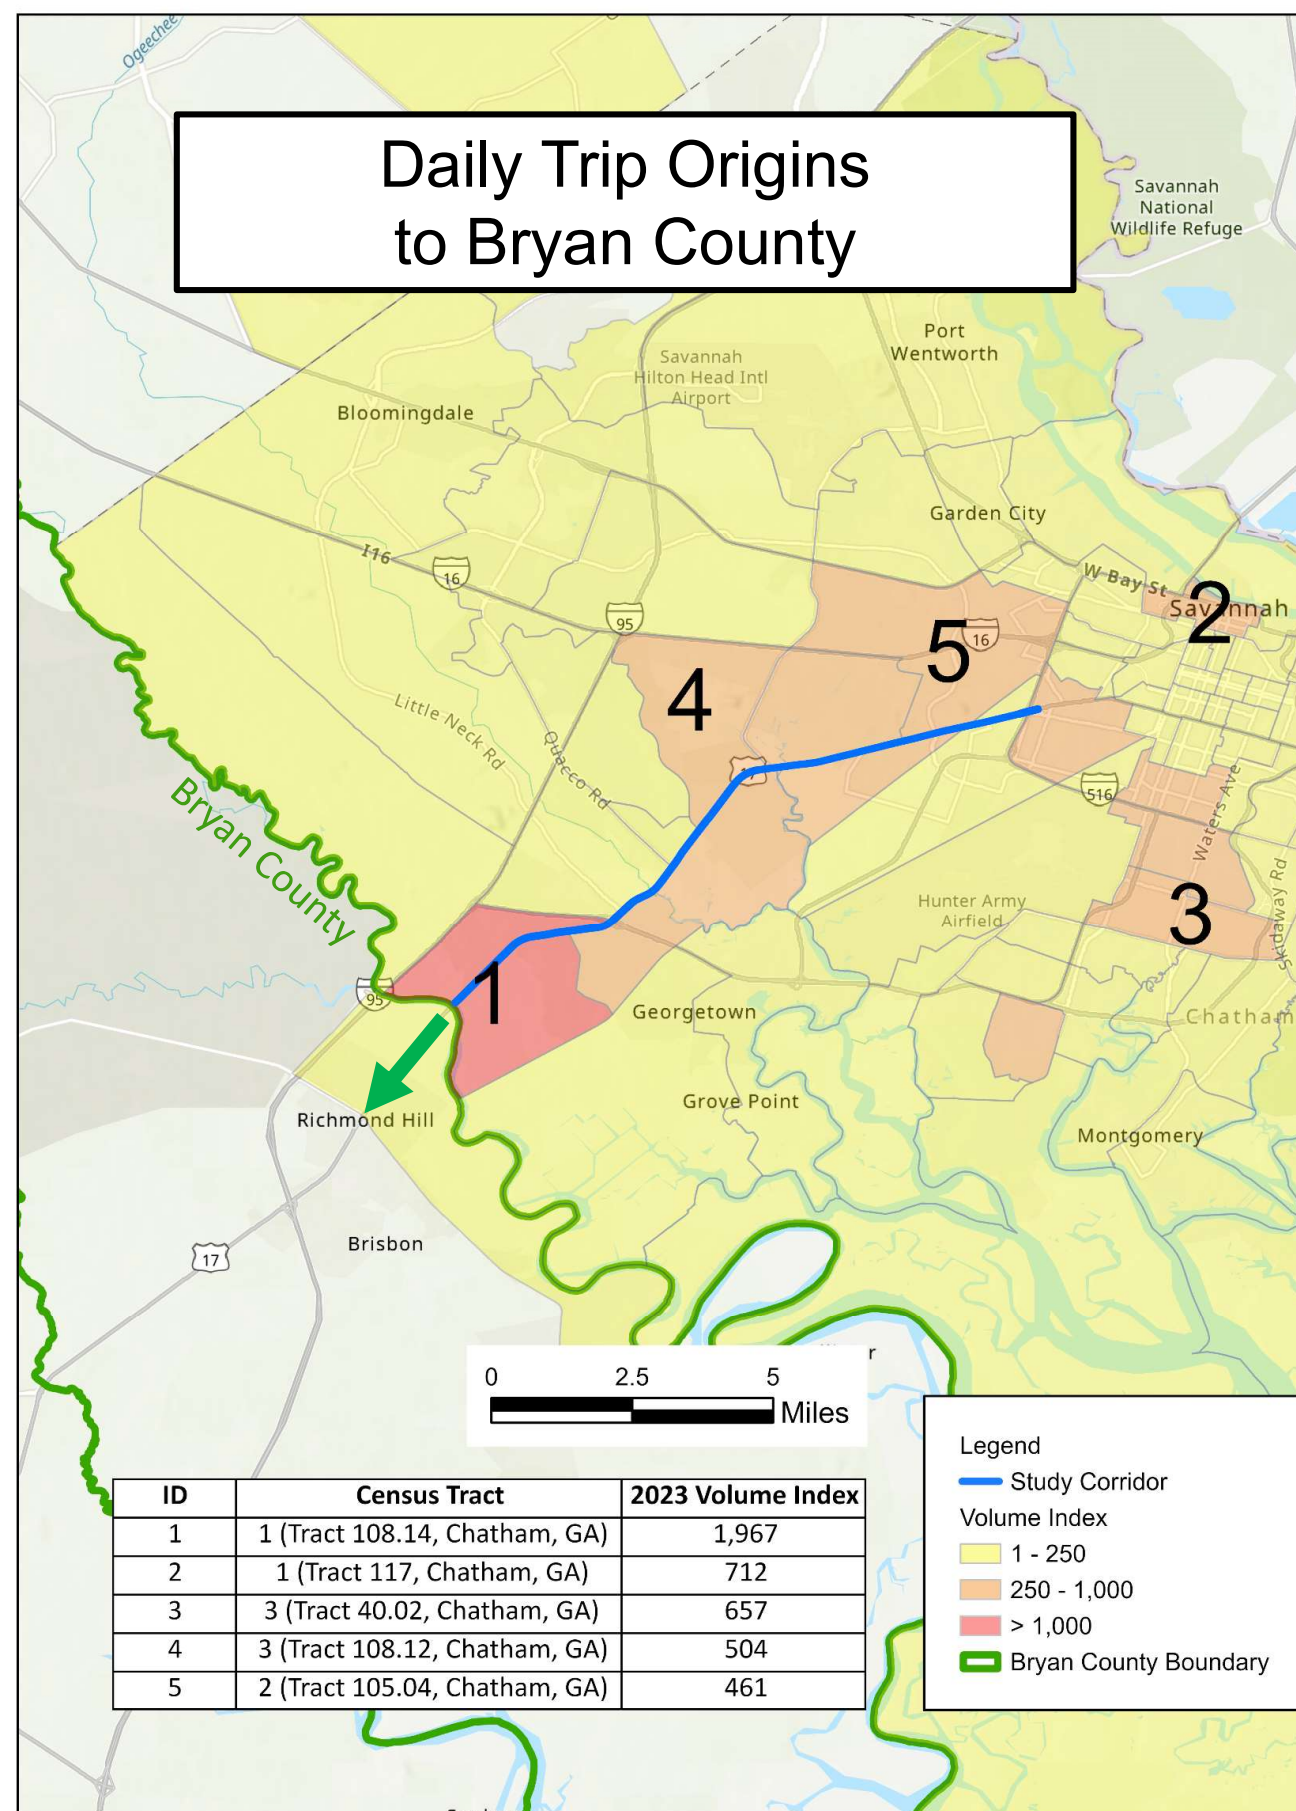 Ogeechee
Daily Trip Origins
to Bryan County
Savannah
National
Wildlife Refuge
Port
Wentworth
Savannah
Hilton Head Intl
Airport
Bloomingdale
Garden City
I16
16
W Bay St
95
2
Savannah
5
16
4
Little Neck Rd
Quacco Rd
17
516
Waters Ave
Bryan County
Hunter Army
Airfield
3
Skidaway Rd
95
1
Georgetown
Chatham
Grove Point
Richmond Hill
Montgomery
17
Brisbon
r
0 2.5 5
Miles
ID Census Tract 2023 Volume Index
1 1 (Tract 108.14, Chatham, GA) 1,967
2 1 (Tract 117, Chatham, GA) 712
3 3 (Tract 40.02, Chatham, GA) 657
4 3 (Tract 108.12, Chatham, GA) 504
5 2 (Tract 105.04, Chatham, GA) 461
Legend
Study Corridor
Volume Index
1 - 250
250 - 1,000
> 1,000
Bryan County Boundary